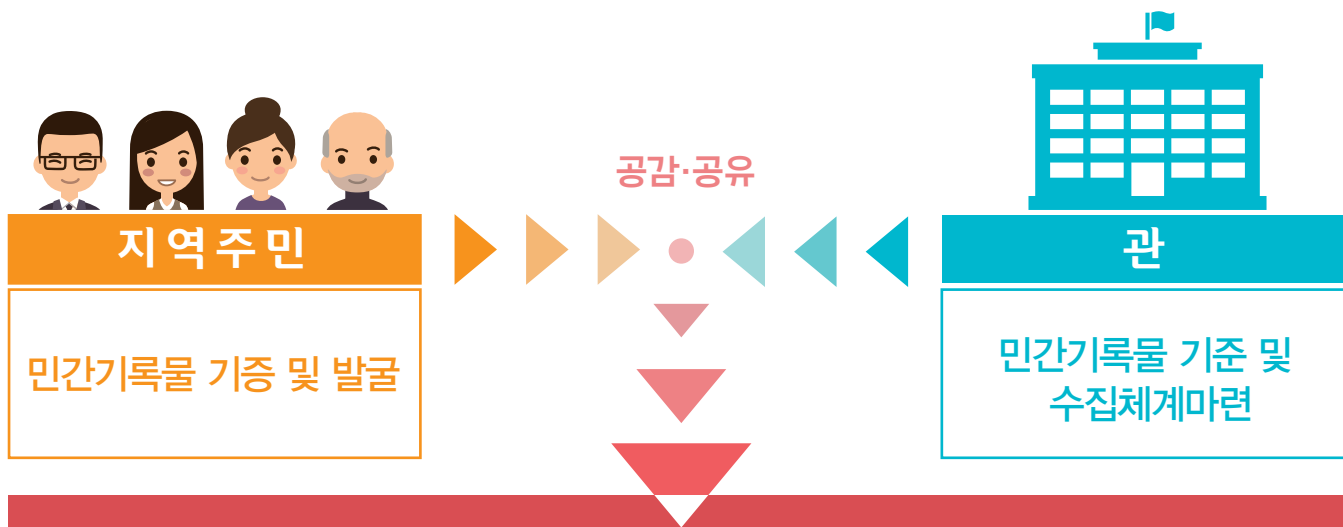 공감·공유
지역주민
관
민간기록물 기증 및 발굴
민간기록물 기준 및
수집체계마련